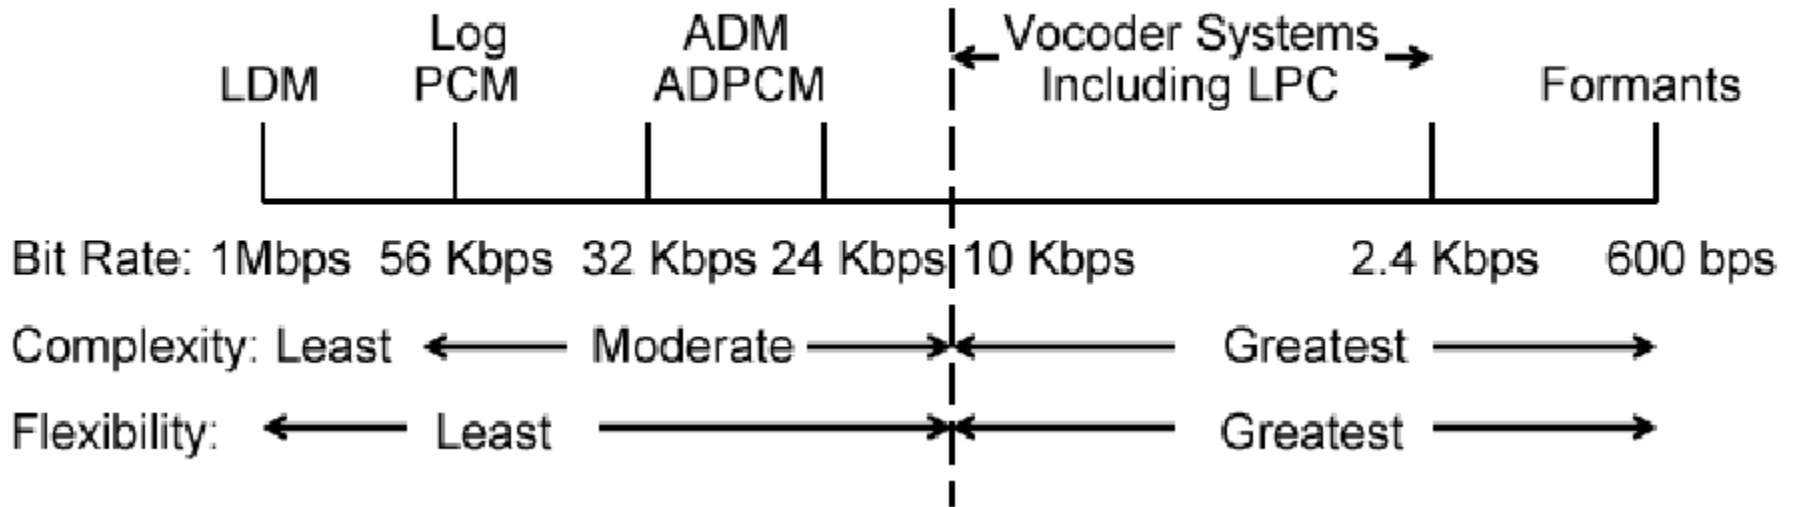 Log ADM Vocoder Systems
LDM PCM ADPCM Including LPC Formants
Bit Rate: 1Mbps 56 Kbps 32 Kbps 24 Kbps 10 Kbps 2.4 Kbps 600 bps
Complexity: Least Moderate Greatest
Flexibility: Least Greatest